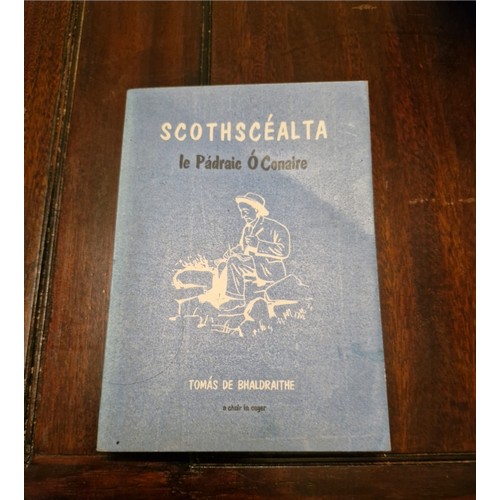 SCOTHSCÉALTA
le Pádraic Ó Conaire
TOMÁS DE BHALDRAITHE
a chuir in eagar